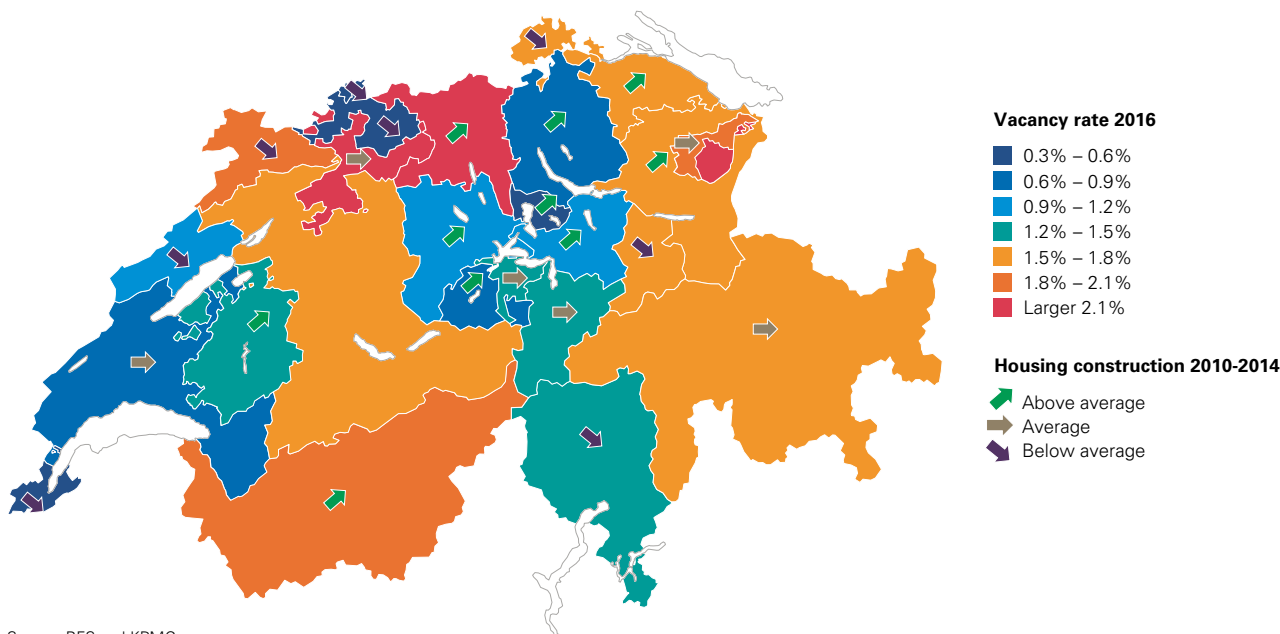 Vacancy rate 2016
0.3% – 0.6%
0.6% – 0.9%
0.9% – 1.2%
1.2% – 1.5%
1.5% – 1.8%
1.8% – 2.1%
Larger 2.1%
Housing construction 2010-2014
Above average
Average
Below average